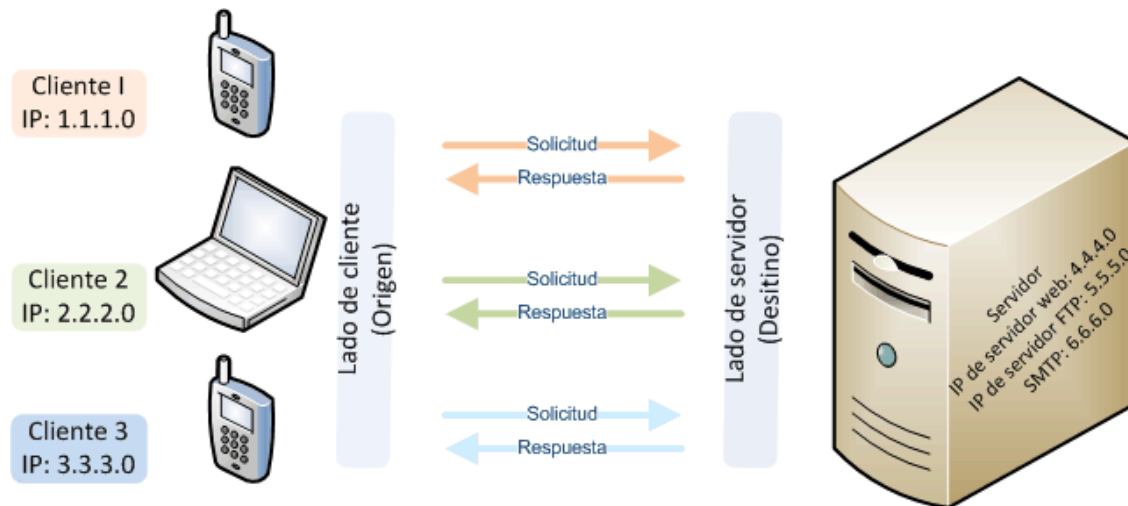 Cliente I
IP: 1.1.1.0
Cliente 2
IP: 2.2.2.0
Cliente 3
IP: 3.3.3.0
Lado de cliente
(Origen)
Solicitud
Respuesta
Solicitud
Respuesta
Solicitud
Respuesta
Lado de servidor
(Desitino)
Servidor
IP de servidor web: 4.4.4.0
IP de servidor FTP: 5.5.5.0
SMTP: 6.6.6.0